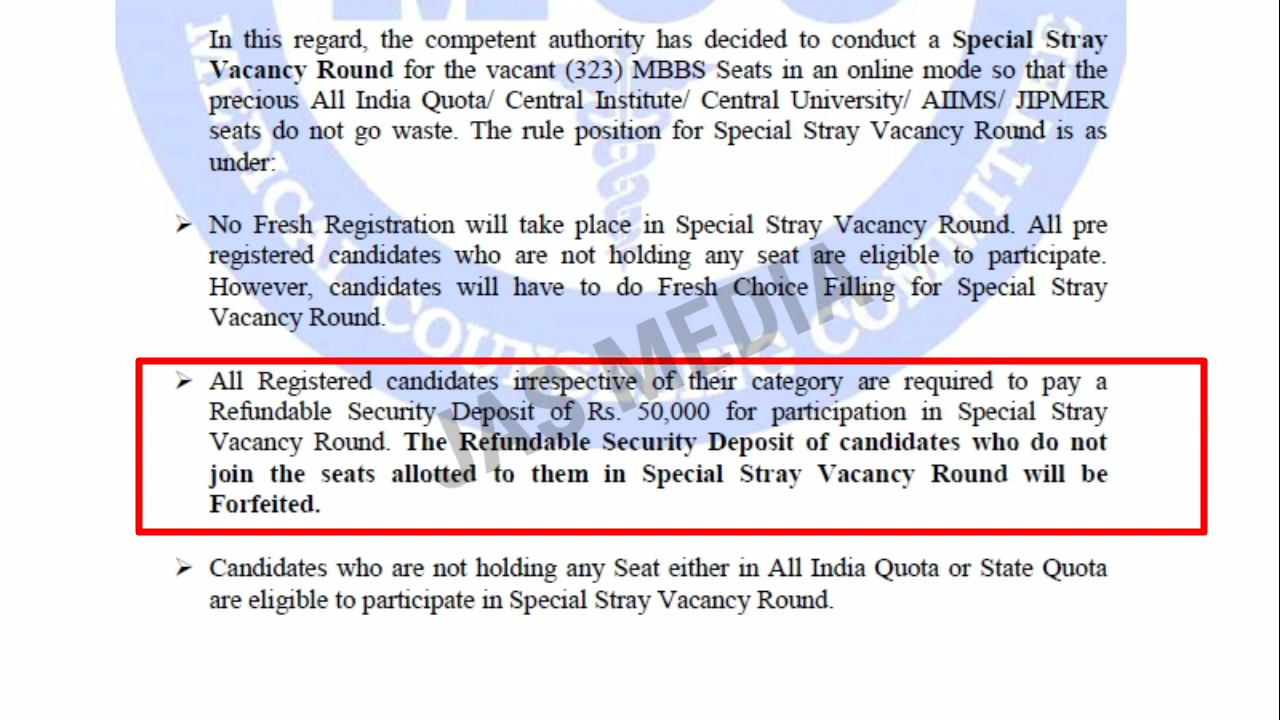 In this regard, the competent authority has decided to conduct a Special Stray
Vacancy Round for the vacant (323) MBBS Seats in an online mode so that the
precious All India Quota/ Central Institute/ Central University/ AIIMS/ JIPMER
seats do not go waste. The rule position for Special Stray Vacancy Round is as
under:
➢ No Fresh Registration will take place in Special Stray Vacancy Round. All pre
registered candidates who are not holding any seat are eligible to participate.
However, candidates will have to do Fresh Choice Filling for Special Stray
Vacancy Round.
➢ All Registered candidates irrespective of their category are required to pay a
Refundable Security Deposit of Rs. 50,000 for participation in Special Stray
Vacancy Round. The Refundable Security Deposit of candidates who do not
join the seats allotted to them in Special Stray Vacancy Round will be
Forfeited.
➢ Candidates who are not holding any Seat either in All India Quota or State Quota
are eligible to participate in Special Stray Vacancy Round.
JAS MEDIA